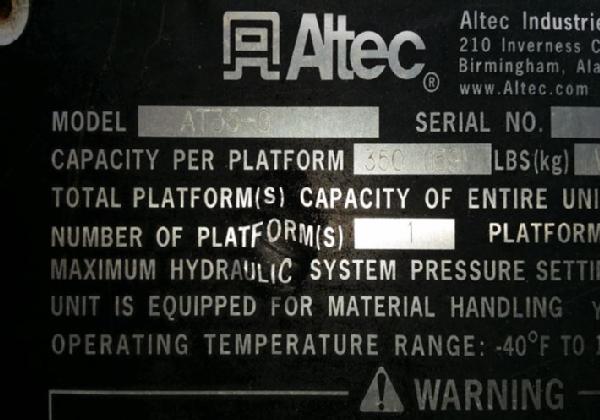 Altec®
Altec Industrie
210 Inverness C
Birmingham, Ala
www.Altec.com
MODEL SERIAL NO.
CAPACITY PER PLATFORM 350 LBS(kg)
TOTAL PLATFORM(S) CAPACITY OF ENTIRE UNI
NUMBER OF PLATFORM(S) 1 PLATFORM
MAXIMUM HYDRAULIC SYSTEM PRESSURE SETTI
UNIT IS EQUIPPED FOR MATERIAL HANDLING Y
OPERATING TEMPERATURE RANGE: -40°F TO 1
WARNING